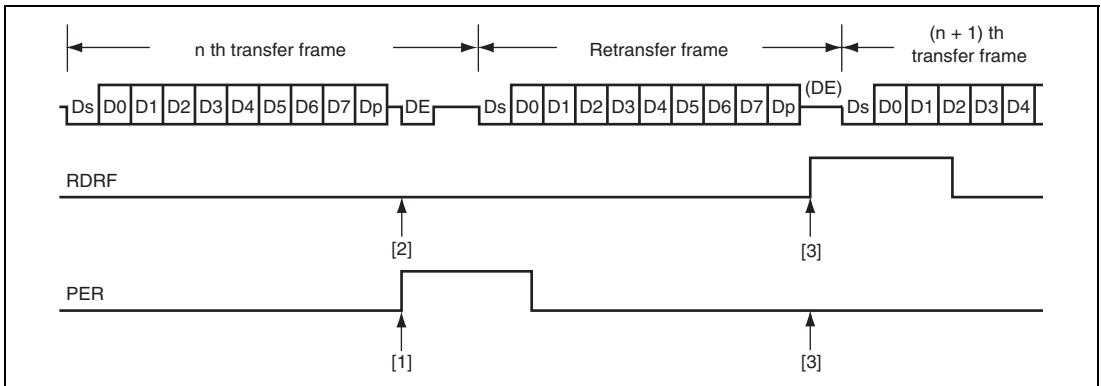 n th transfer frame
Retransfer frame
(n + 1) th
transfer frame
Ds D0 D1 D2 D3 D4 D5 D6 D7 Dp DE Ds D0 D1 D2 D3 D4 D5 D6 D7 Dp (DE) Ds D0 D1 D2 D3 D4
RDRF
[2] [3]
PER
[1] [3]